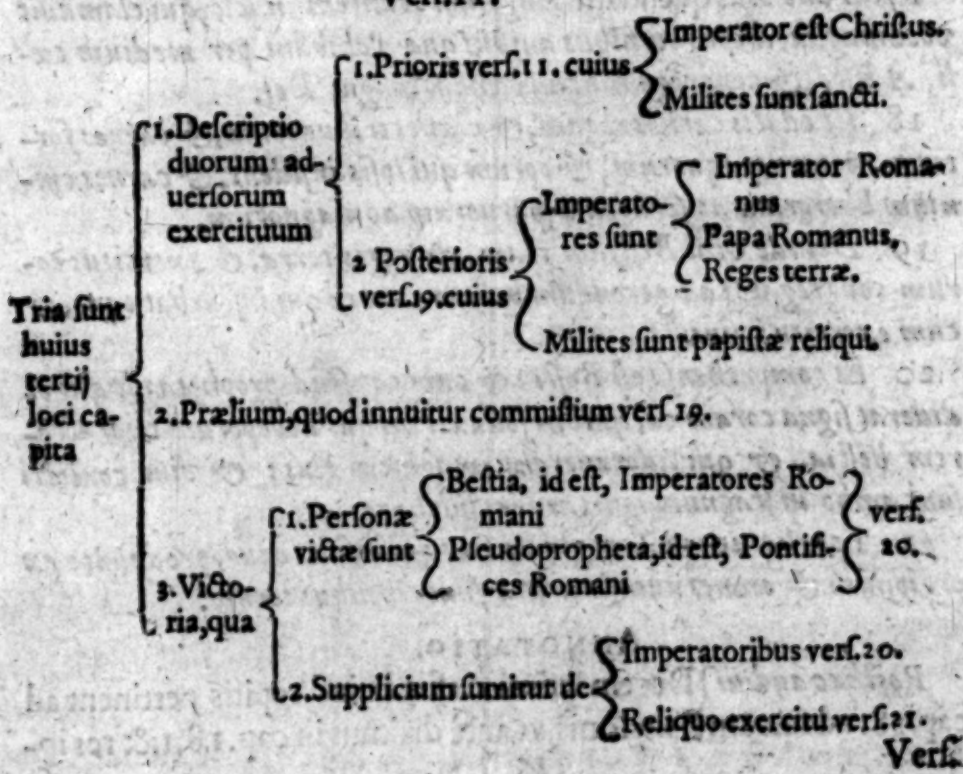 Tria ſunt
huius
tertij
loci ca-
pita
1.Deſcriptio
duorum ad-
uerſorum
exercituum
1.Prioris verſ.11.cuius
Imperator eſt Chriſtus.
Milites ſunt ſancti.
2 Poſterioris
verſ.19.cuius
Imperato-
res ſunt
Imperator Roma-
nus
Papa Romanus,
Reges terræ.
Milites ſunt papiſtæ reliqui.
2.Prælium,quod innuitur commiſſum verſ 19.
3.Victo-
ria,qua
1.Perſonæ
victæ ſunt
Beſtia, id eſt, Imperatores Ro-
mani
Pſeudopropheta,id eſt, Pontifi-
ces Romani
verſ.
20.
2.Supplicium ſumitur de
Imperatoribus verſ.20.
Reliquo exercitu verſ.21.
Verſ.